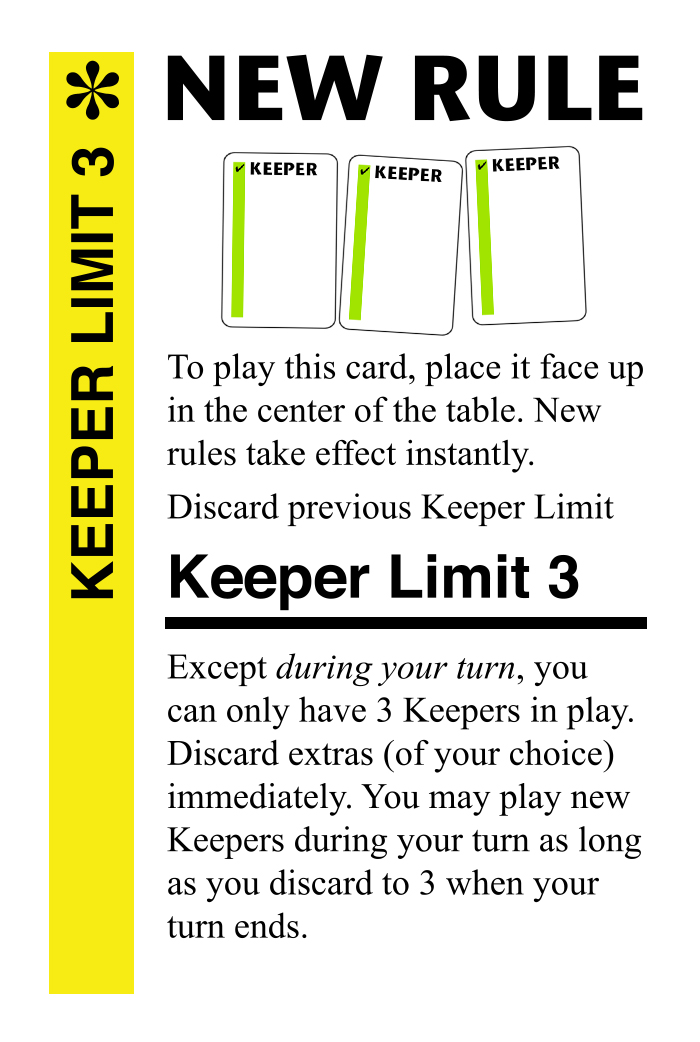 KEEPER LIMIT 3 *
NEW RULE
✓ KEEPER
✓ KEEPER
✓ KEEPER
To play this card, place it face up
in the center of the table. New
rules take effect instantly.
Discard previous Keeper Limit
Keeper Limit 3
Except during your turn, you
can only have 3 Keepers in play.
Discard extras (of your choice)
immediately. You may play new
Keepers during your turn as long
as you discard to 3 when your
turn ends.